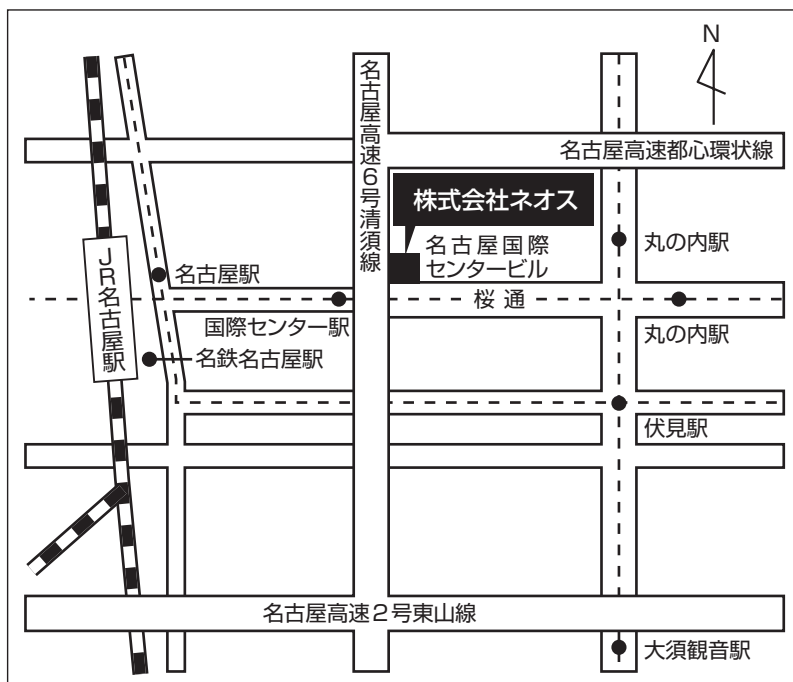 N
名古屋高速６号清須線
名古屋高速都心環状線
株式会社ネオス
名古屋国際
センタービル
丸の内駅
JR名古屋駅
名古屋駅
桜通
国際センター駅
丸の内駅
名鉄名古屋駅
伏見駅
名古屋高速２号東山線
大須観音駅